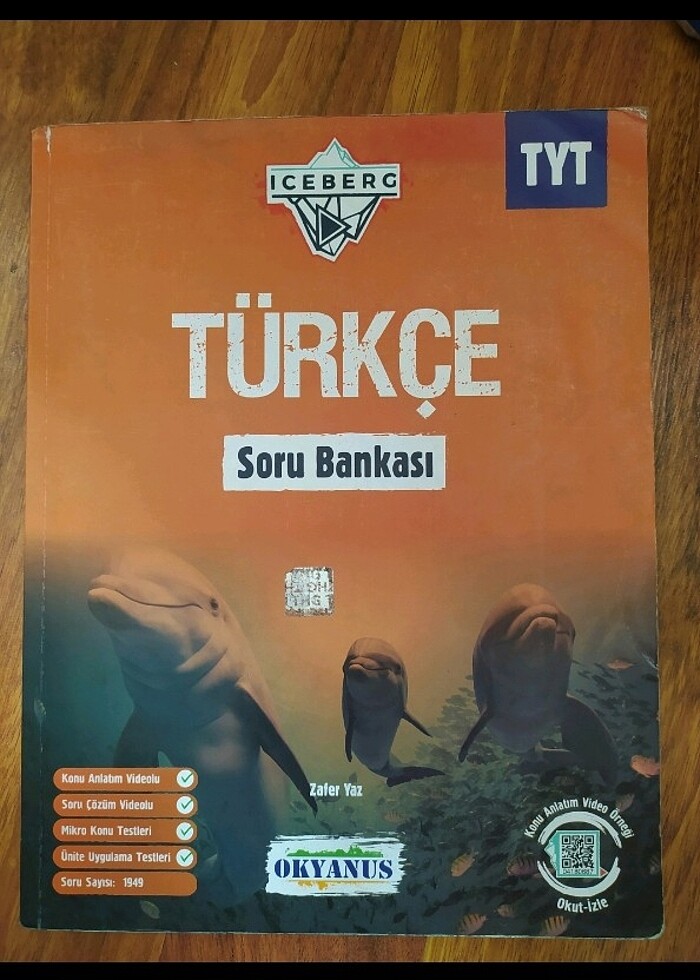 TYT
ICEBERG
TÜRKÇE
Soru Bankası
Konu Anlatım Videolu
Soru Çözüm Videolu
Mikro Konu Testleri
Ünite Uygulama Testleri
Soru Sayısı: 1949
Zafer Yaz
OKYANUS
Konu Anlatım Video Örneği
Okut-İzle